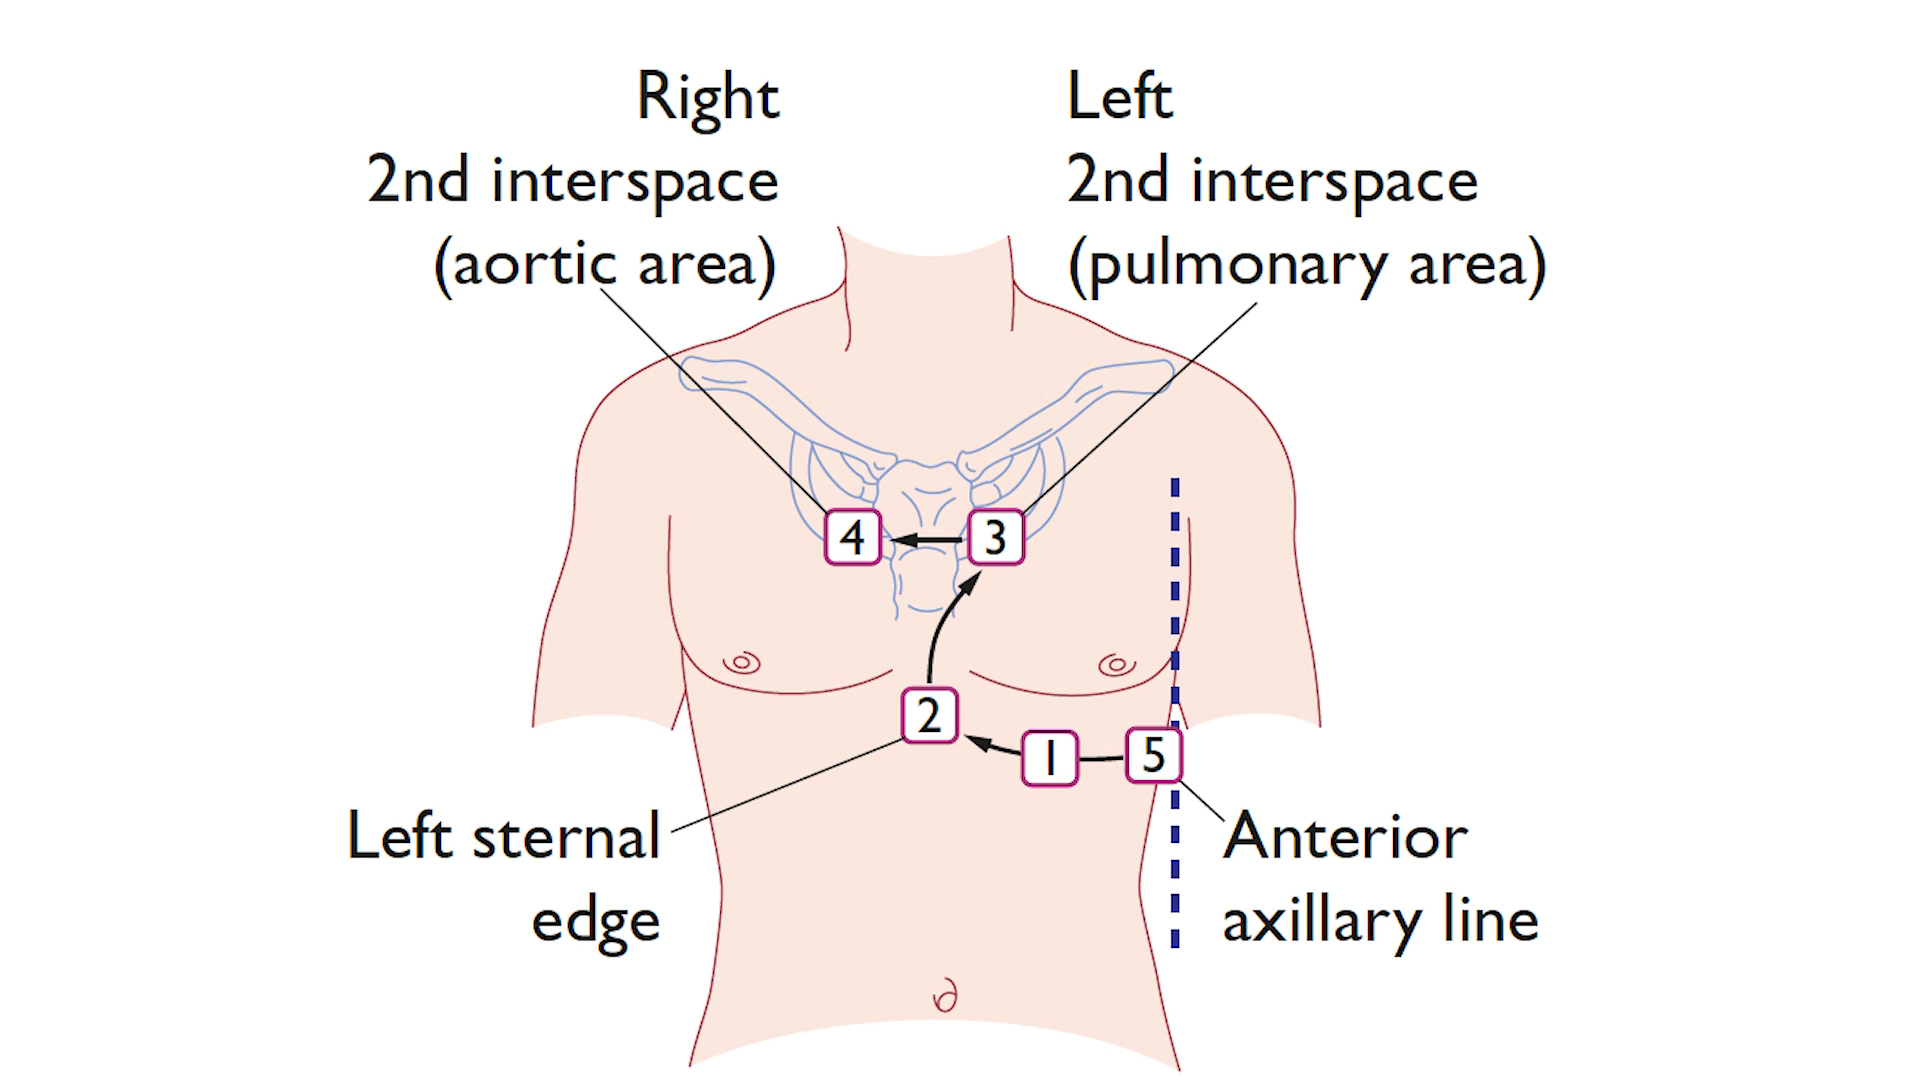 Right
2nd interspace
(aortic area)
Left
2nd interspace
(pulmonary area)
4
3
2
1
5
Left sternal
edge
Anterior
axillary line